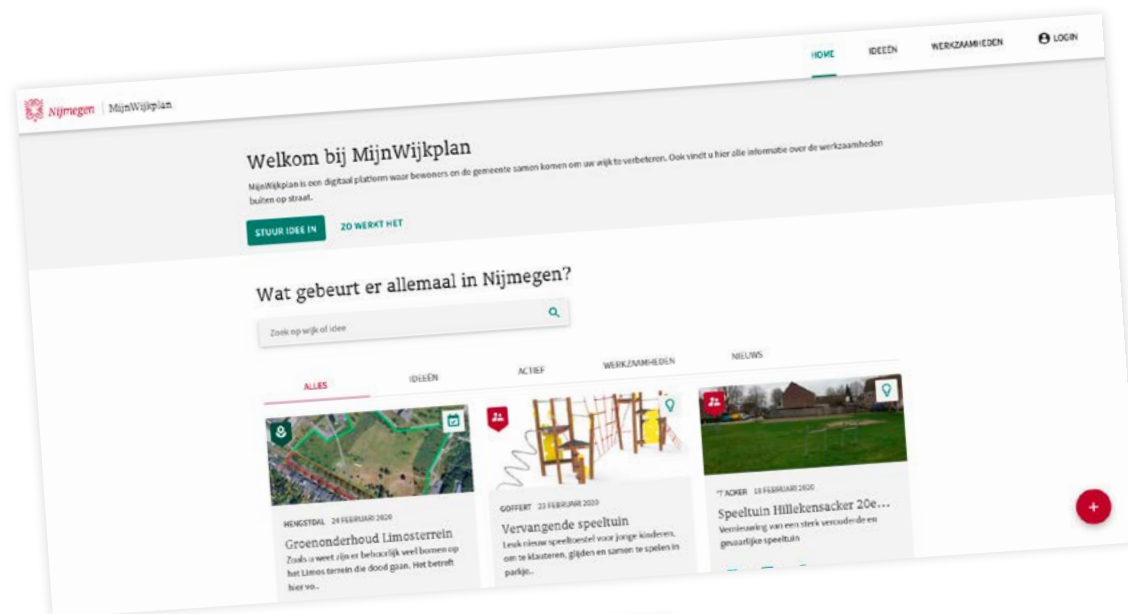 HOME IDEEËN WERKZAAMHEDEN LOGIN
Nijmegen | MijnWijkplan
Welkom bij MijnWijkplan
MijnWijkplan is een digitaal platform waar bewoners en de gemeente samen komen om uw wijk te verbeteren. Ook vindt u hier alle informatie over de werkzaamheden
buiten op straat.
STUUR IDEE IN ZO WERKT HET
Wat gebeurt er allemaal in Nijmegen?
Zoek op wijk of idee
ALLES IDEEËN ACTIEF WERKZAAMHEDEN NIEUWS
HENGSTDAL 24 FEBRUARI 2020
Groenonderhoud Limosterrein
Zoals u weet zijn er behoorlijk veel bomen op
het Limos terrein die dood gaan. Het betreft
hier vo...
GOFFERT 23 FEBRUARI 2020
Vervangende speeltuin
Leuk nieuw speeltoestel voor jonge kinderen,
om te klauteren, glijden en samen te spelen in
parkje...
'T ACKER 18 FEBRUARI 2020
Speeltuin Hillekensacker 20e...
Vernieuwing van een sterk verouderde en
gevaarlijke speeltuin